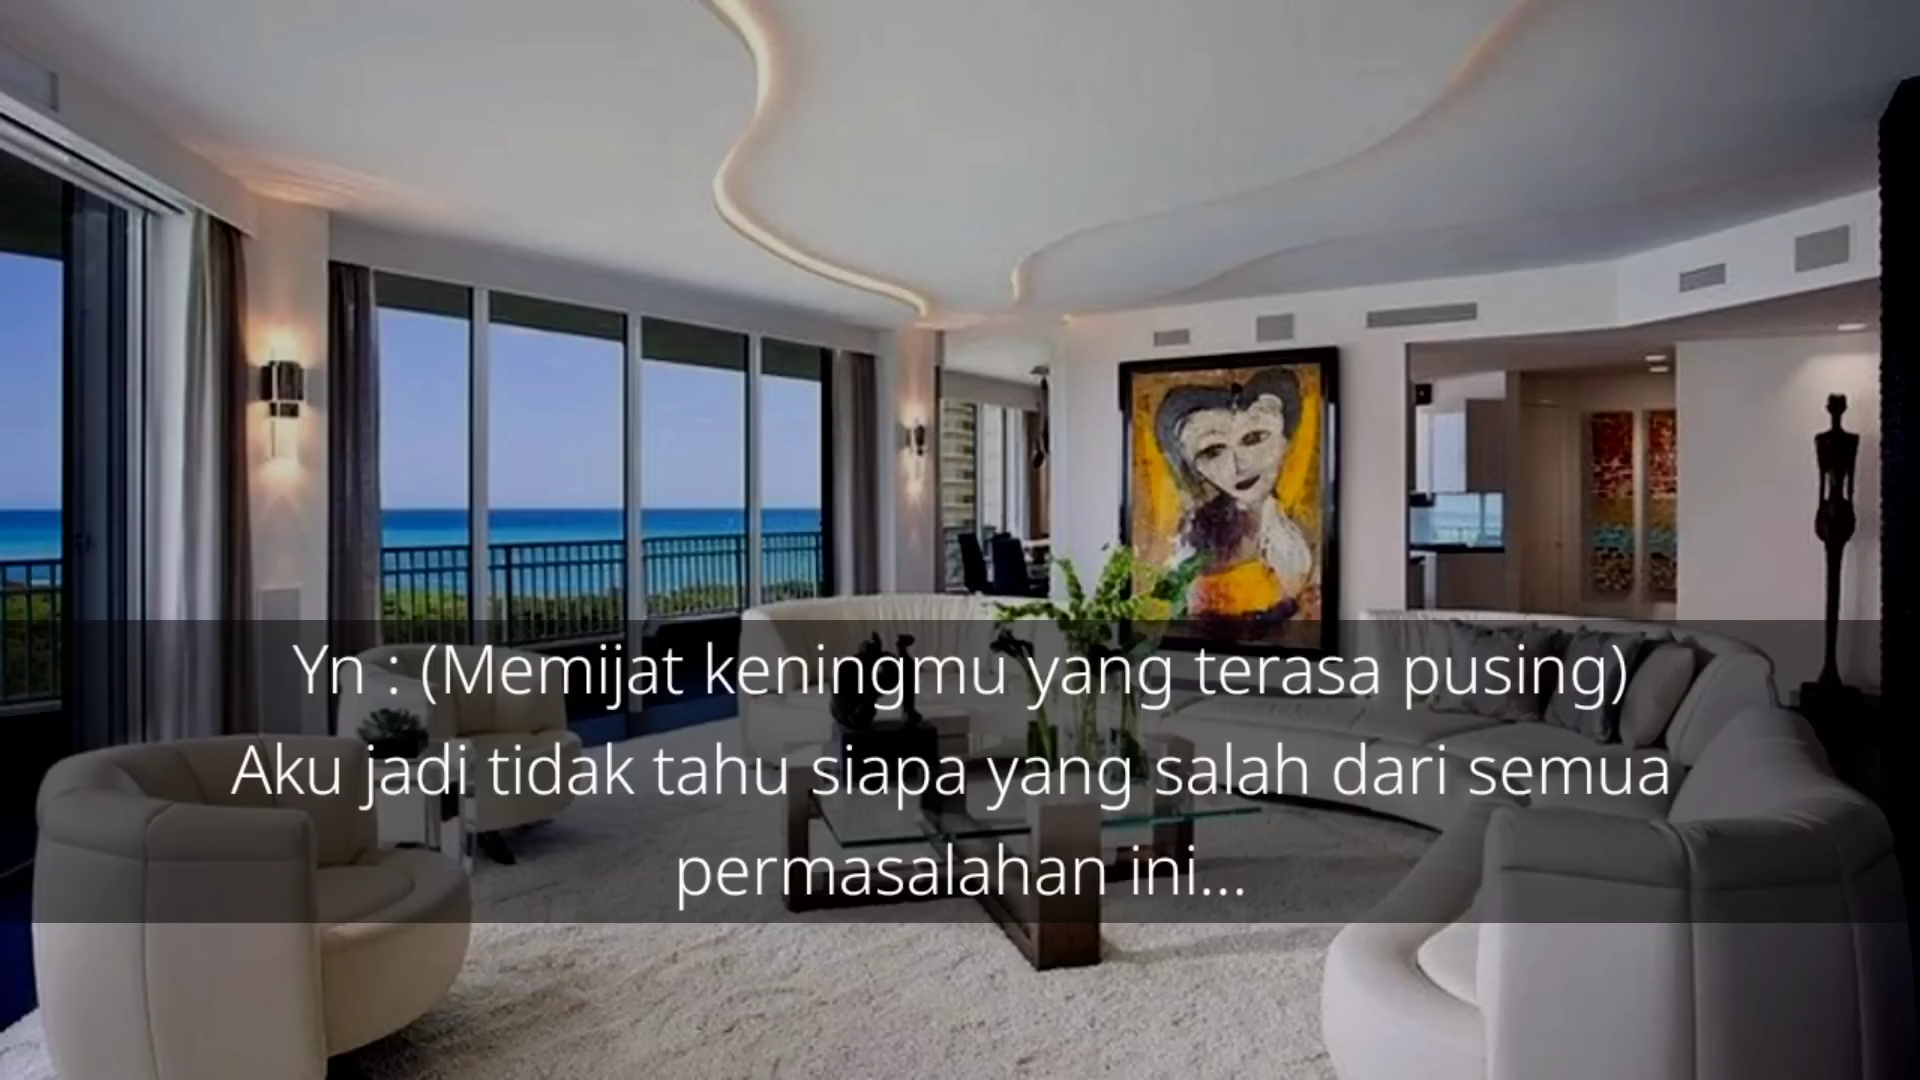 Yn : (Memijat keningmu yang terasa pusing)
Aku jadi tidak tahu siapa yang salah dari semua
permasalahan ini...